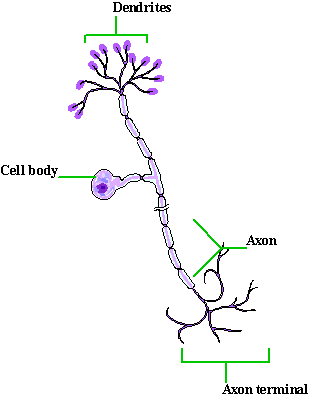 Dendrites
Cell body
Axon
Axon terminal